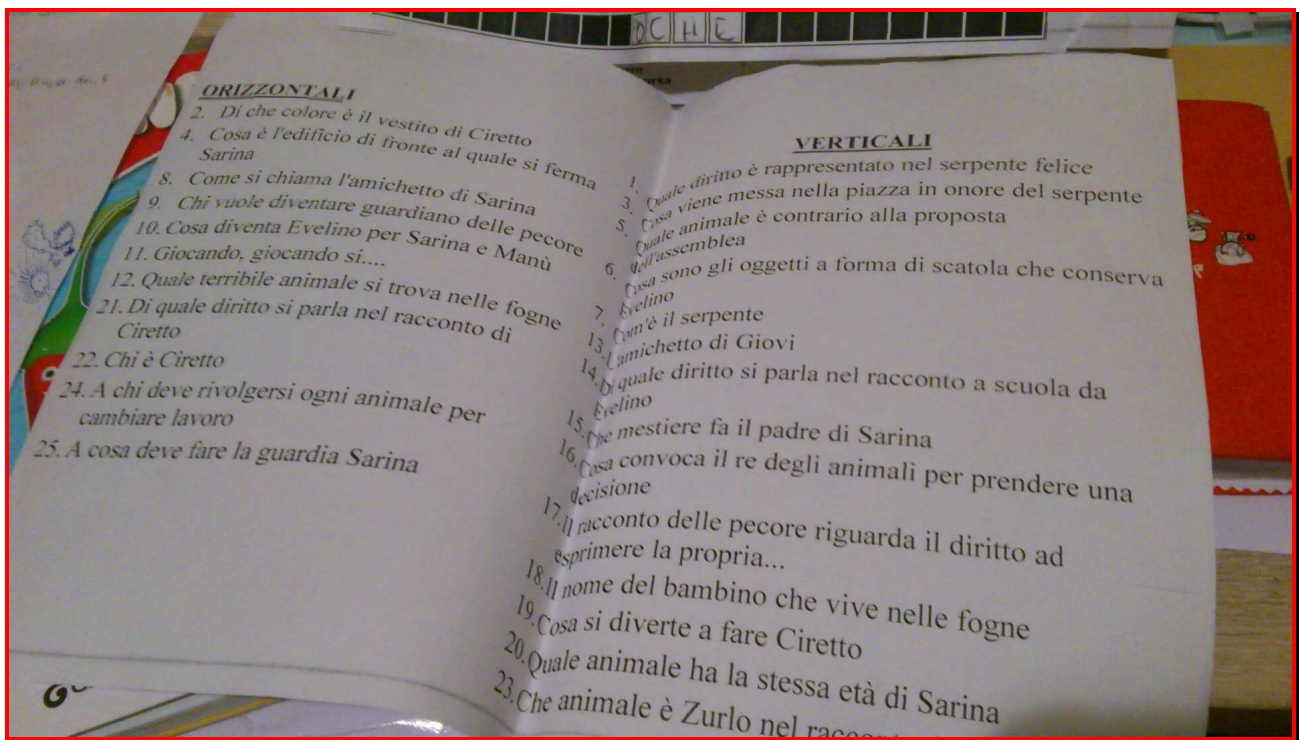 OCHE
ORIZZONTALI
2. Di che colore è il vestito di Ciretto
4. Cosa è l'edificio di fronte al quale si ferma
Sarina
8. Come si chiama l'amichetto di Sarina
9. Chi vuole diventare guardiano delle pecore
10. Cosa diventa Evelino per Sarina e Manù
11. Giocando, giocando si....
12. Quale terribile animale si trova nelle fogne
21. Di quale diritto si parla nel racconto di
Ciretto
22. Chi è Ciretto
24. A chi deve rivolgersi ogni animale per
cambiare lavoro
25. A cosa deve fare la guardia Sarina
VERTICALI
1. Quale diritto è rappresentato nel serpente felice
3. Cosa viene messa nella piazza in onore del serpente
5. Quale animale è contrario alla proposta
dell'assemblea
6. Cosa sono gli oggetti a forma di scatola che conserva
Evelino
7. Com'è il serpente
13. L'amichetto di Giovi
14. Di quale diritto si parla nel racconto a scuola da
Evelino
15. Che mestiere fa il padre di Sarina
16. Cosa convoca il re degli animali per prendere una
decisione
17. Il racconto delle pecore riguarda il diritto ad
esprimere la propria...
18. Il nome del bambino che vive nelle fogne
19. Cosa si diverte a fare Ciretto
20. Quale animale ha la stessa età di Sarina
23. Che animale è Zurlo nel